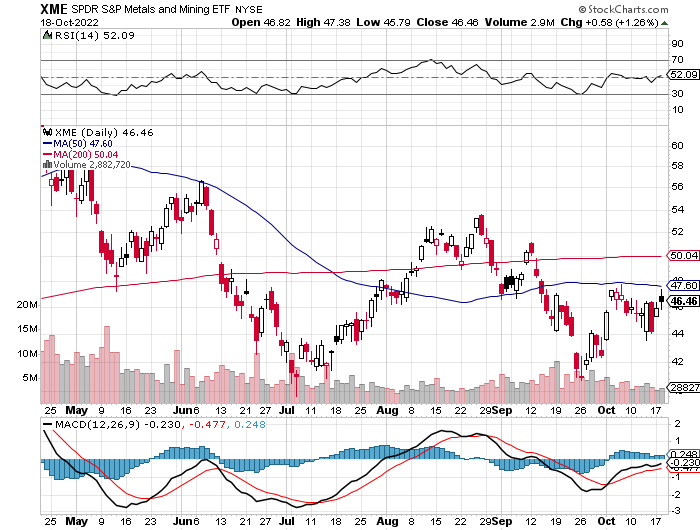 XME SPDR S&P Metals and Mining ETF NYSE © StockCharts.com
18-Oct-2022 Open 46.82 High 47.38 Low 45.79 Close 46.46 Volume 2.9M Chg +0.58 (+1.26%)
RSI(14) 52.09
90
70
52.09
30
10
XME (Daily) 46.46
MA(50) 47.60
MA(200) 50.04
Volume 2,882,720
60
58
56
54
52
50.04
48
47.60
46.46
44
42
40
20M
15M
10M
5M
25 May 9 16 23 Jun 6 13 21 27 Jul 11 18 25 Aug 8 15 22 29 Sep 12 19 26 Oct 10 17
MACD(12,26,9) -0.230, -0.477, 0.248
2
1
0.248
-0.230
-0.477
-2
-3
25 May 9 16 23 Jun 6 13 21 27 Jul 11 18 25 Aug 8 15 22 29 Sep 12 19 26 Oct 10 17